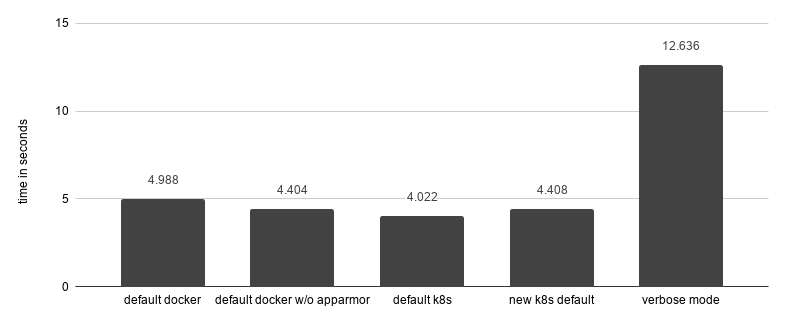 15
12.636
10
time in seconds
4.988
4.404
4.022
4.408
5
0
default docker
default docker w/o apparmor
default k8s
new k8s default
verbose mode